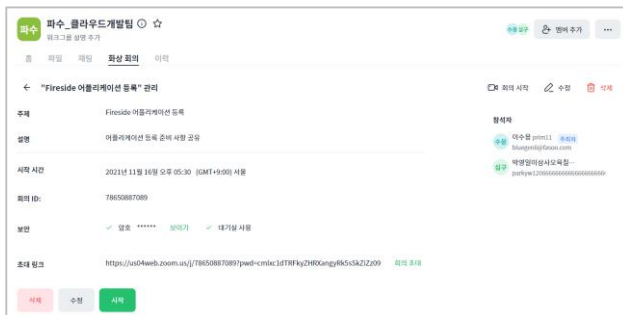 파수
파수_클라우드개발팀
워크그룹 설명 추가
수용 일구 멤버 추가
홈 파일 채팅 화상 회의 이력
"Fireside 어플리케이션 등록" 관리
회의 시작 수정 삭제
주제 Fireside 어플리케이션 등록
설명 어플리케이션 등록 준비 사항 공유
시작 시간 2021년 11월 16일 오후 05:30 (GMT+9:00) 서울
회의 ID: 78650887089
보안 암호 ****** 보이기 대기실 사용
초대 링크 https://us04web.zoom.us/j/78650887089?pwd=cmlxc1dTRFkyZHRXangyRk5sSkZIZz09 회의 초대
삭제 수정 시작
참석자
수용 이수용 prim11 주최자
bluegenij@fasoo.com